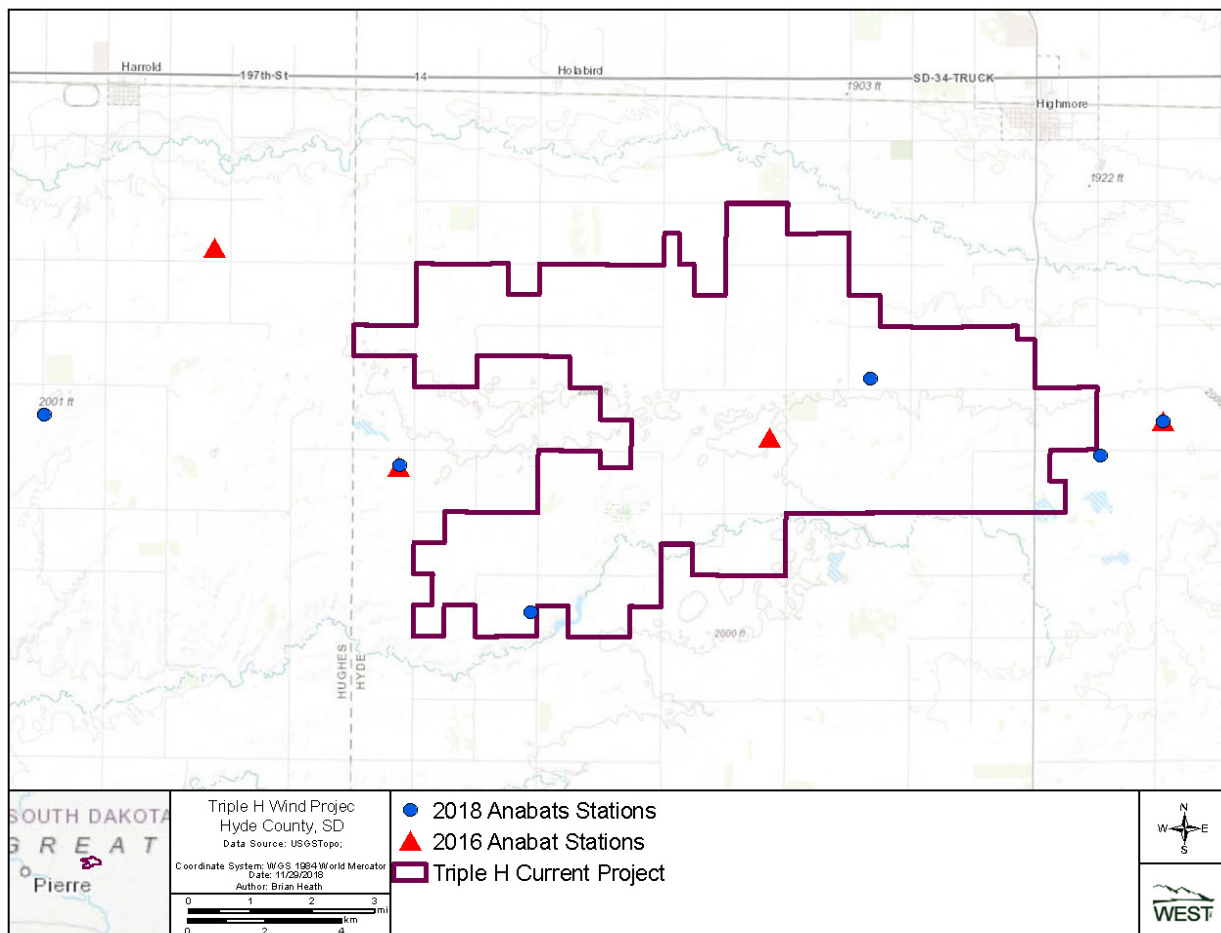 Harrold
197th-St
14
Holabird
SD-34-TRUCK
1903 ft
Highmore
1922 ft
2001 ft
2000 ft
HUGHES
HYDE
SOUTH DAKOTA
G R E A T
Pierre
Triple H Wind Projec
Hyde County, SD
Data Source: USGSTopo;
Coordinate System: WGS 1984 World Mercator
Date: 11/29/2018
Author: Brian Heath
0 1 2 3
mi
km
0 2 4
2018 Anabats Stations
2016 Anabat Stations
Triple H Current Project
N
W E
S
WEST